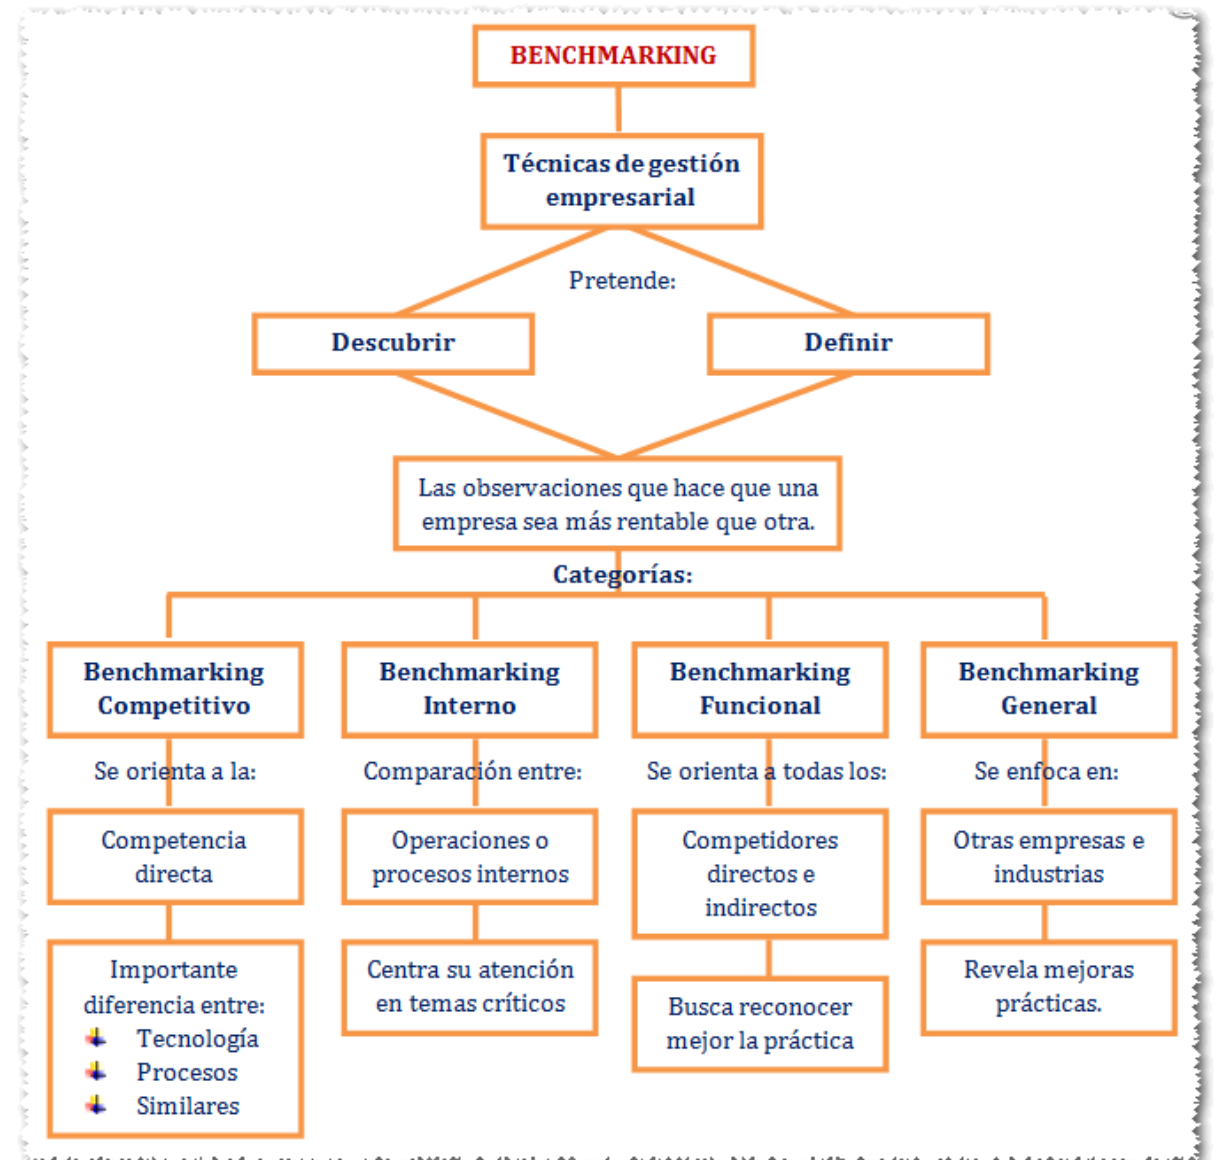 BENCHMARKING
Técnicas de gestión
empresarial
Pretende:
Descubrir
Definir
Las observaciones que hace que una
empresa sea más rentable que otra.
Categorías:
Benchmarking
Competitivo
Benchmarking
Interno
Benchmarking
Funcional
Benchmarking
General
Se orienta a la:
Comparación entre:
Se orienta a todas los:
Se enfoca en:
Competencia
directa
Operaciones o
procesos internos
Competidores
directos e
indirectos
Otras empresas e
industrias
Importante
diferencia entre:
Tecnología
Procesos
Similares
Centra su atención
en temas críticos
Busca reconocer
mejor la práctica
Revela mejoras
prácticas.